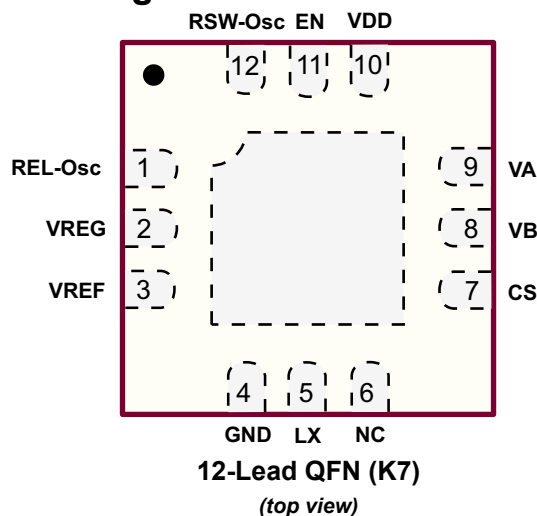 RSW-Osc EN VDD
12 11 10
REL-Osc 1 9 VA
VREG 2 8 VB
VREF 3 7 CS
4 5 6
GND LX NC
12-Lead QFN (K7)
(top view)